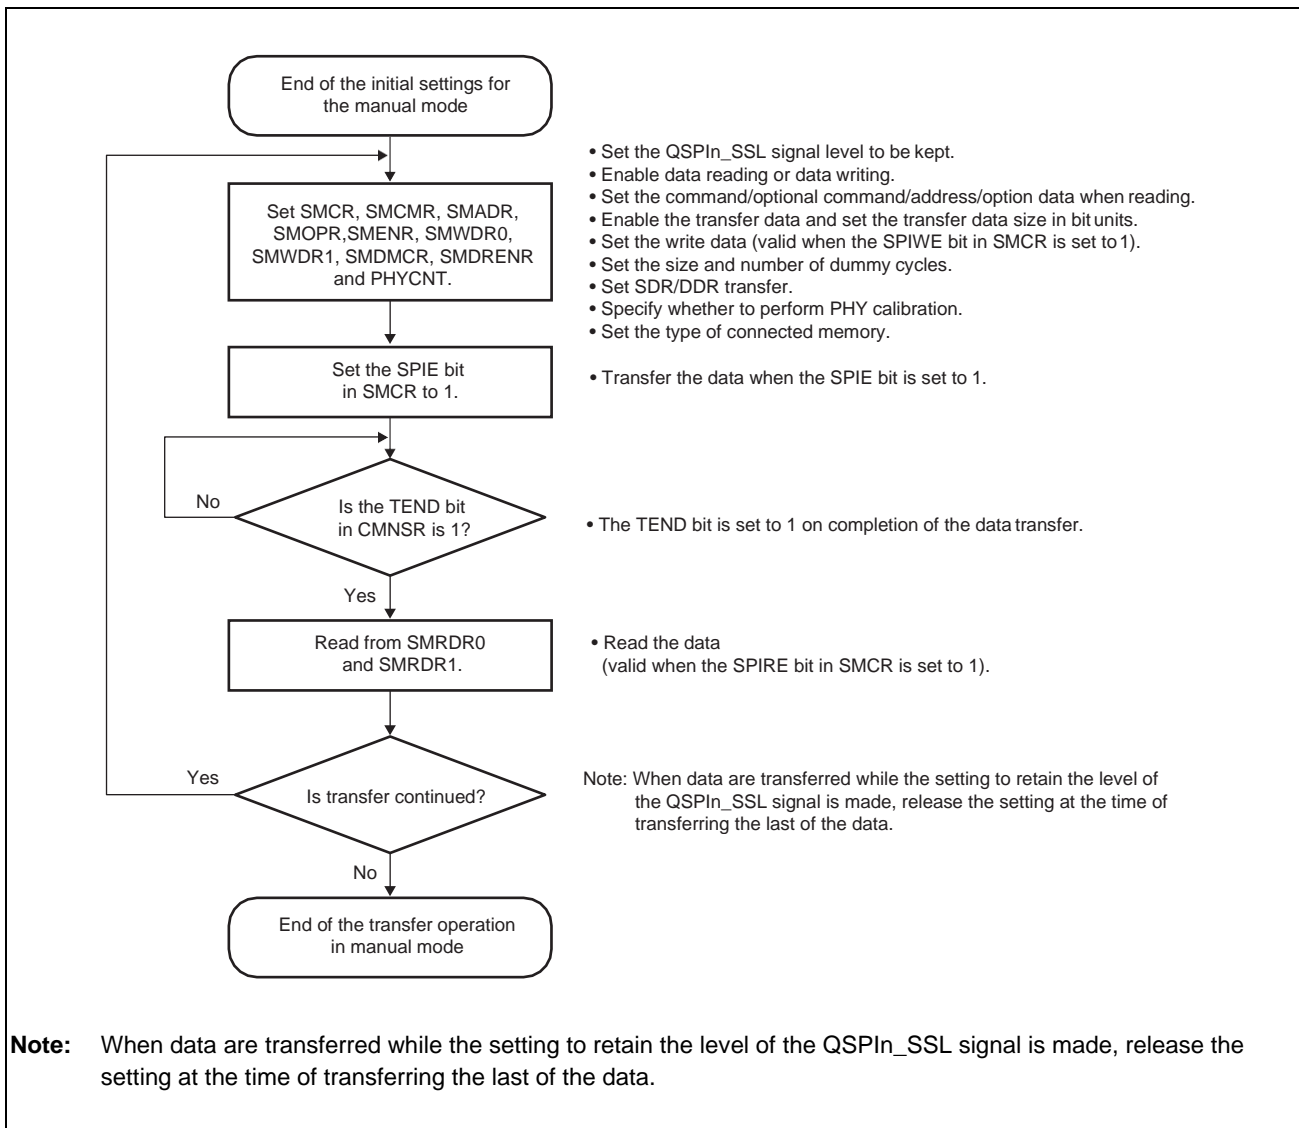 End of the initial settings for
the manual mode
Set SMCR, SMCMR, SMADR,
SMOPR,SMENR, SMWDR0,
SMWDR1, SMDMCR, SMDRENR
and PHYCNT.
• Set the QSPIn_SSL signal level to be kept.
• Enable data reading or data writing.
• Set the command/optional command/address/option data when reading.
• Enable the transfer data and set the transfer data size in bit units.
• Set the write data (valid when the SPIWE bit in SMCR is set to 1).
• Set the size and number of dummy cycles.
• Set SDR/DDR transfer.
• Specify whether to perform PHY calibration.
• Set the type of connected memory.
Set the SPIE bit
in SMCR to 1.
• Transfer the data when the SPIE bit is set to 1.
No
Is the TEND bit
in CMNSR is 1?
• The TEND bit is set to 1 on completion of the data transfer.
Yes
Read from SMRDR0
and SMRDR1.
• Read the data
(valid when the SPIRE bit in SMCR is set to 1).
Yes
Is transfer continued?
Note: When data are transferred while the setting to retain the level of
the QSPIn_SSL signal is made, release the setting at the time of
transferring the last of the data.
No
End of the transfer operation
in manual mode
Note: When data are transferred while the setting to retain the level of the QSPIn_SSL signal is made, release the
setting at the time of transferring the last of the data.